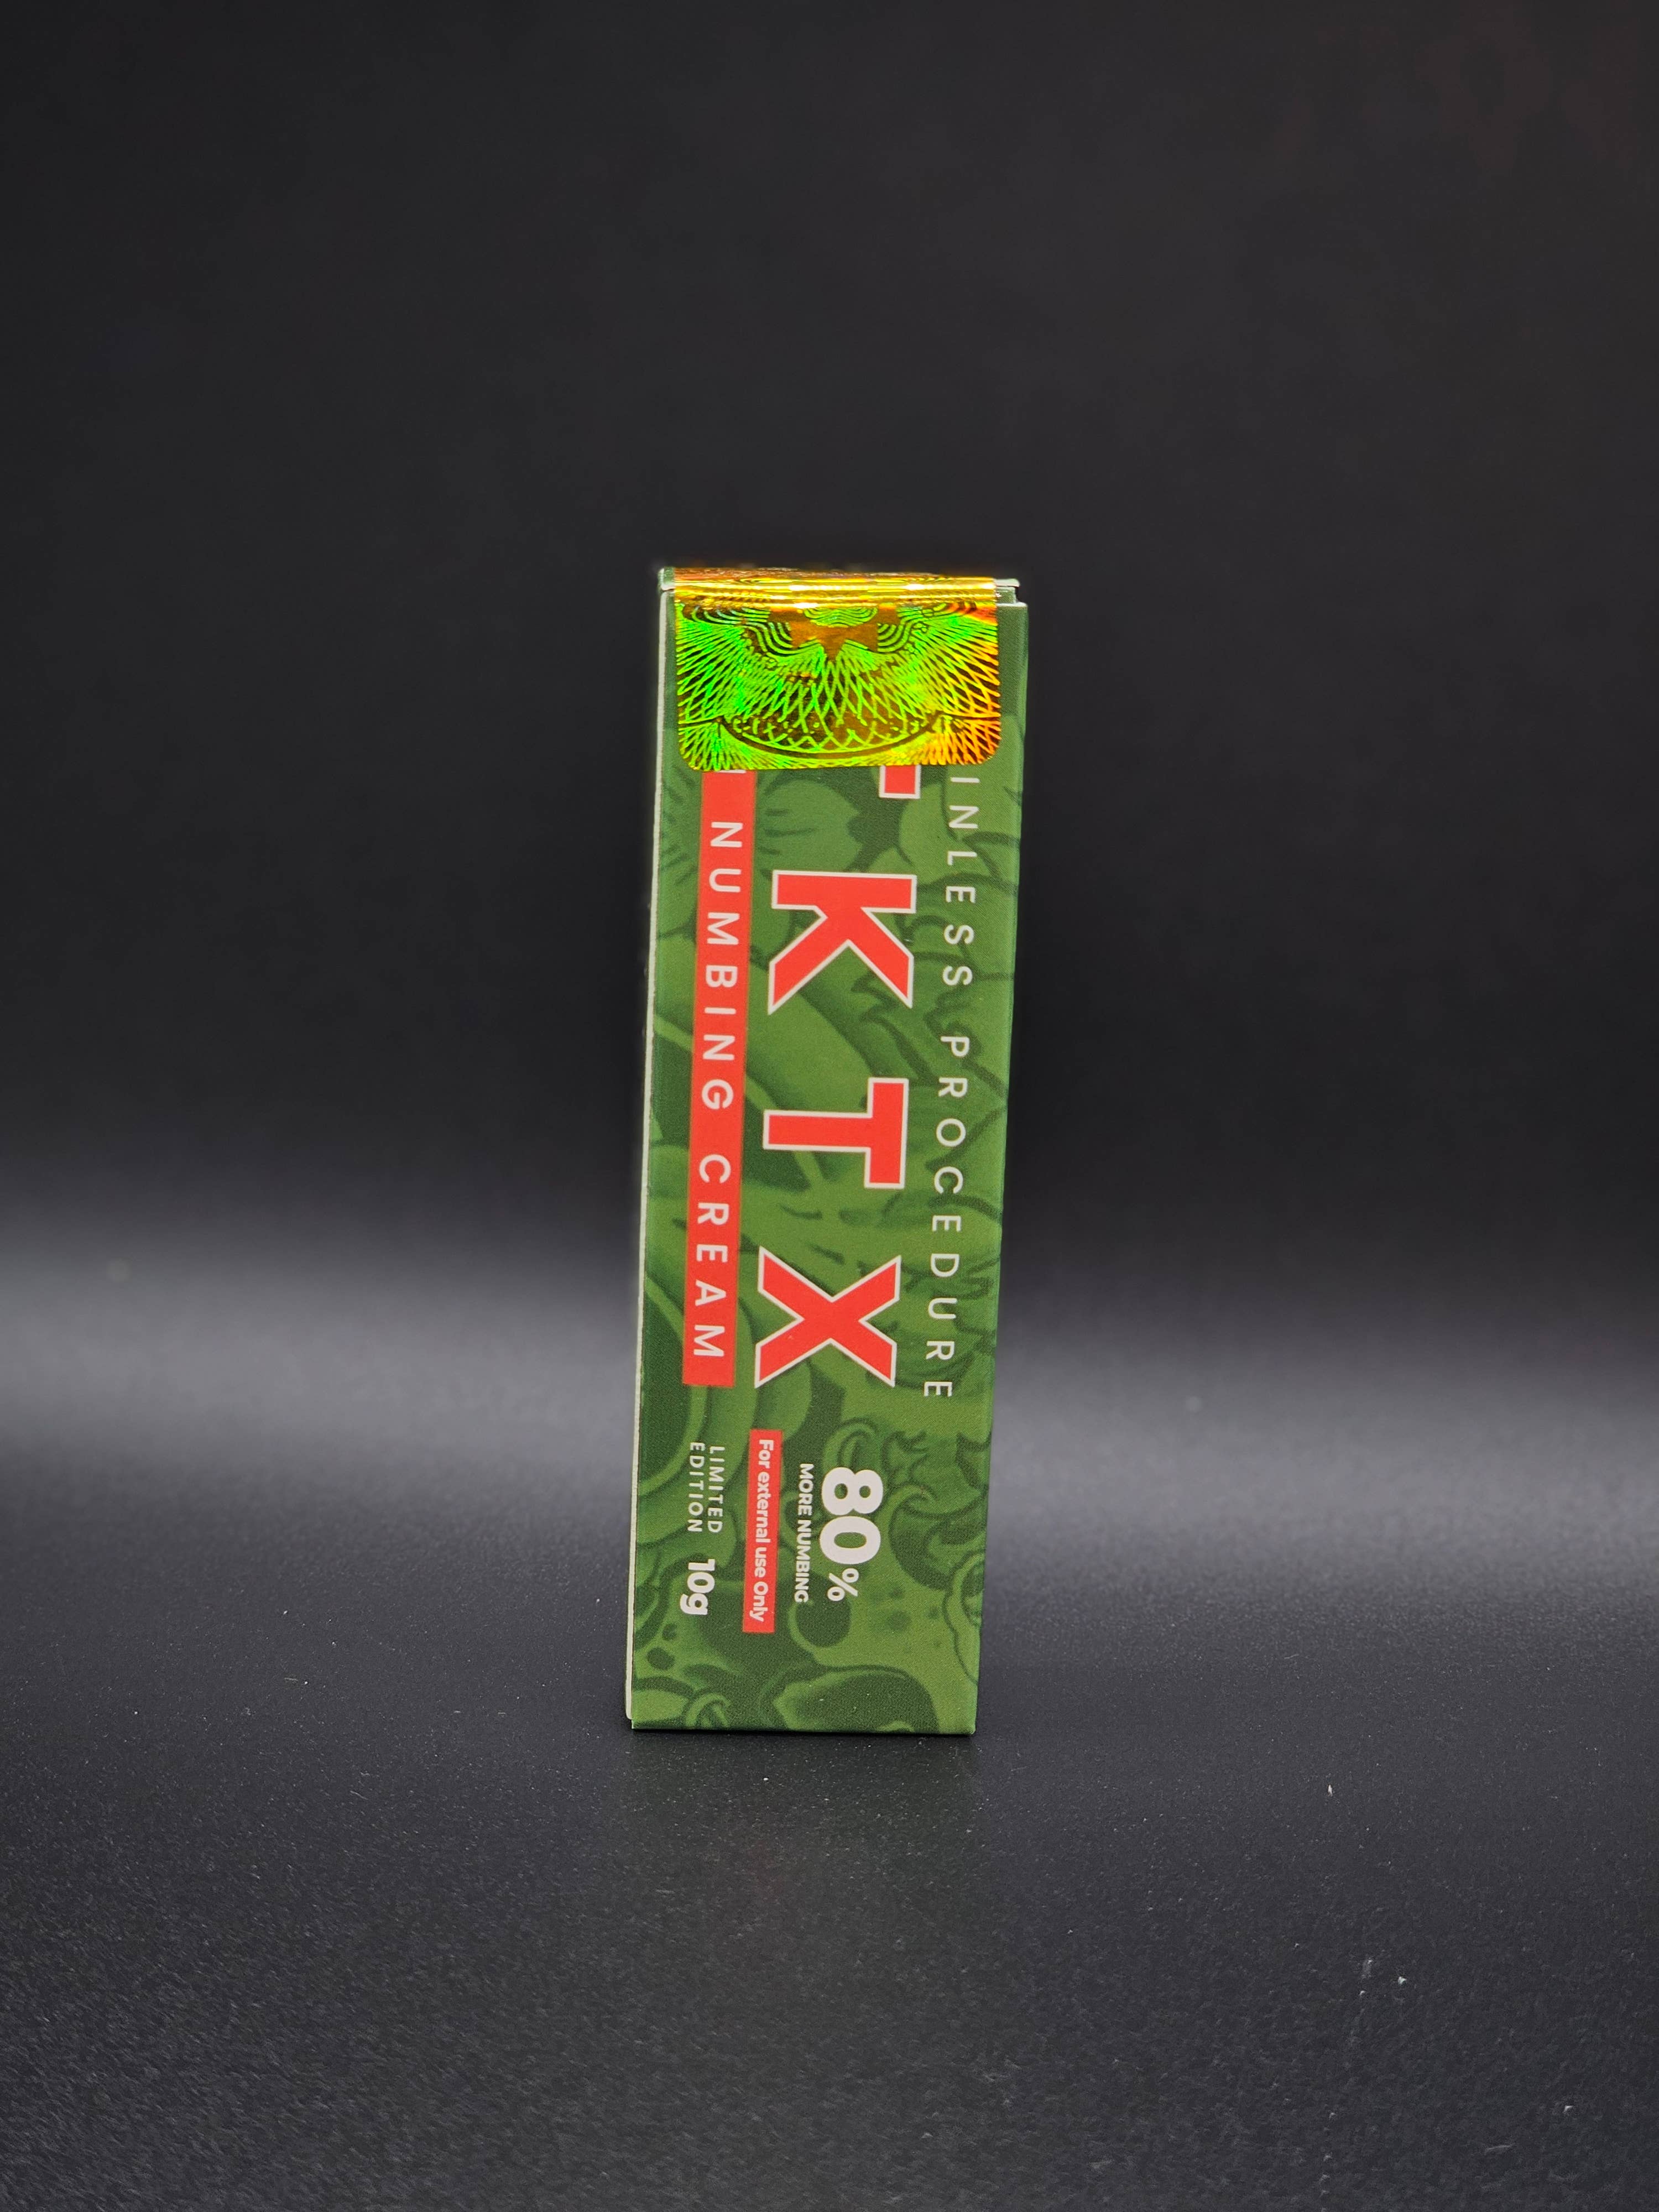 INLESS PROCEDURE
KTX
NUMBING CREAM
80%
MORE NUMBING
For external use Only
LIMITED
EDITION
10g